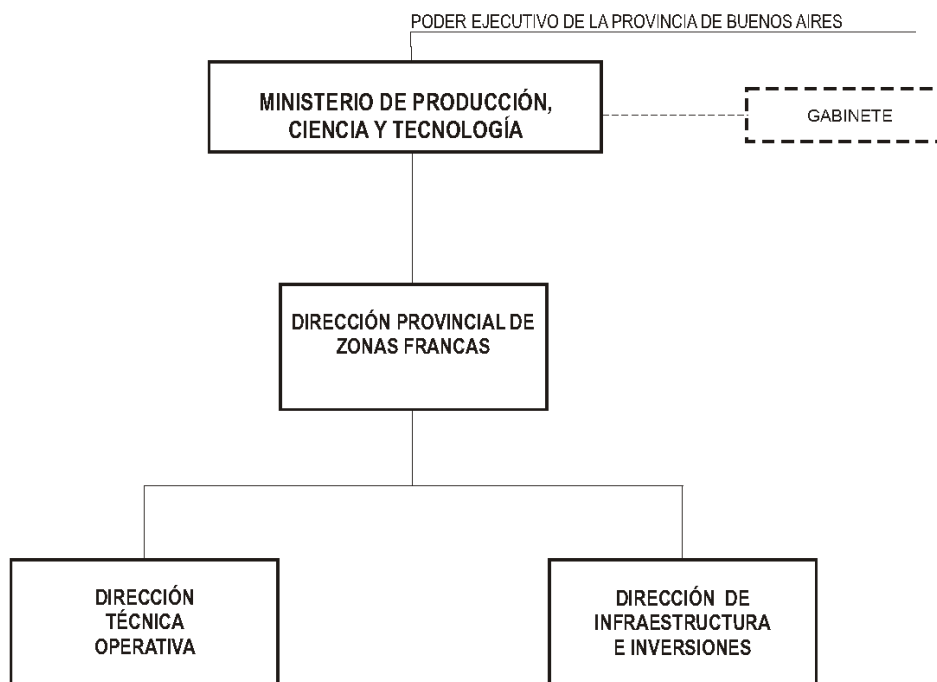 PODER EJECUTIVO DE LA PROVINCIA DE BUENOS AIRES
MINISTERIO DE PRODUCCIÓN,
CIENCIA Y TECNOLOGÍA
GABINETE
DIRECCIÓN PROVINCIAL DE
ZONAS FRANCAS
DIRECCIÓN
TÉCNICA
OPERATIVA
DIRECCIÓN DE
INFRAESTRUCTURA
E INVERSIONES